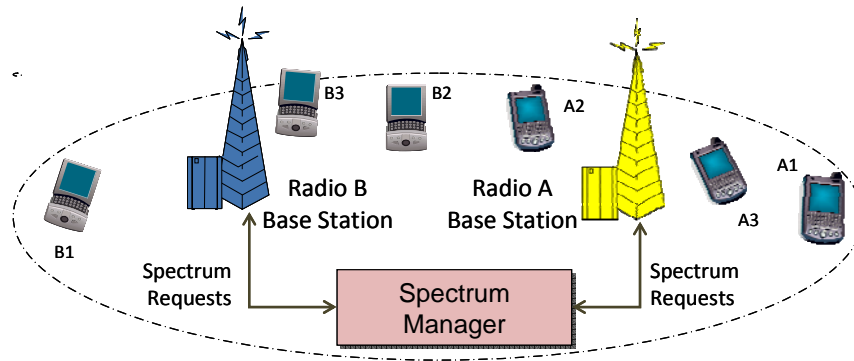 B3
B2
A2
A1
Radio B
Base Station
Radio A
Base Station
A3
B1
Spectrum
Requests
Spectrum
Manager
Spectrum
Requests